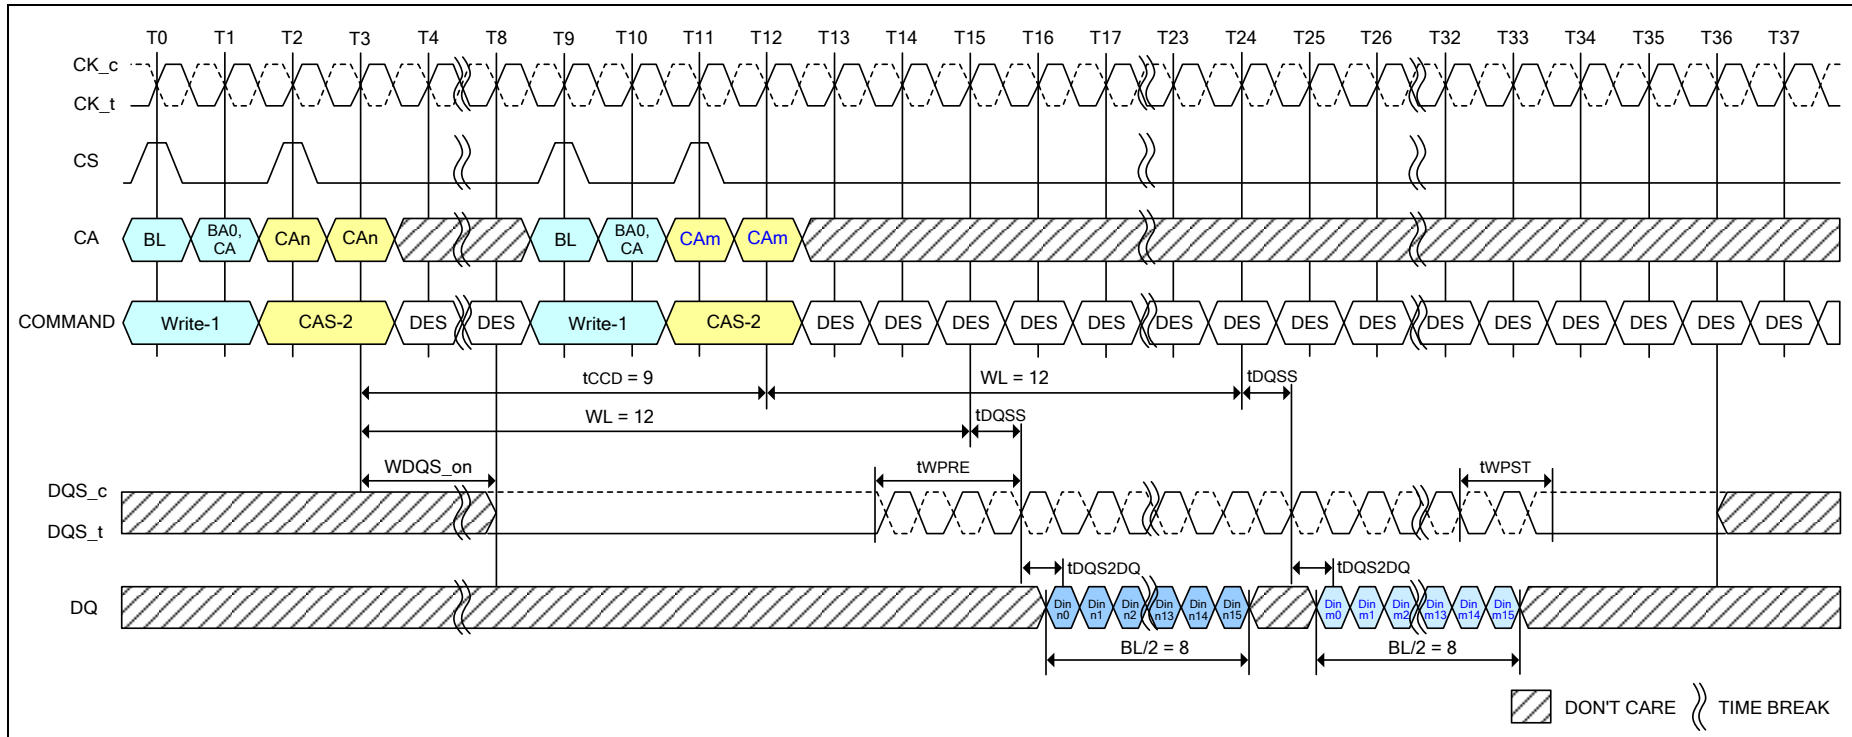 T0 T1 T2 T3 T4 T8 T9 T10 T11 T12 T13 T14 T15 T16 T17 T23 T24 T25 T26 T32 T33 T34 T35 T36 T37
CK_c
CK_t
CS
CA BL BA0, CA CAn CAn BL BA0, CA CAm CAm
COMMAND Write-1 CAS-2 DES DES Write-1 CAS-2 DES DES DES DES DES DES DES DES DES DES DES DES DES DES DES
tCCD = 9 WL = 12 tDQSS
WL = 12 tDQSS
WDQS_on tWPRE tWPST
DQS_c
DQS_t
tDQS2DQ tDQS2DQ
DQ Din n0 Din n1 Din n2 Din n13 Din n14 Din n15 Din m0 Din m1 Din m2 Din m13 Din m14 Din m15
BL/2 = 8 BL/2 = 8
DON'T CARE TIME BREAK